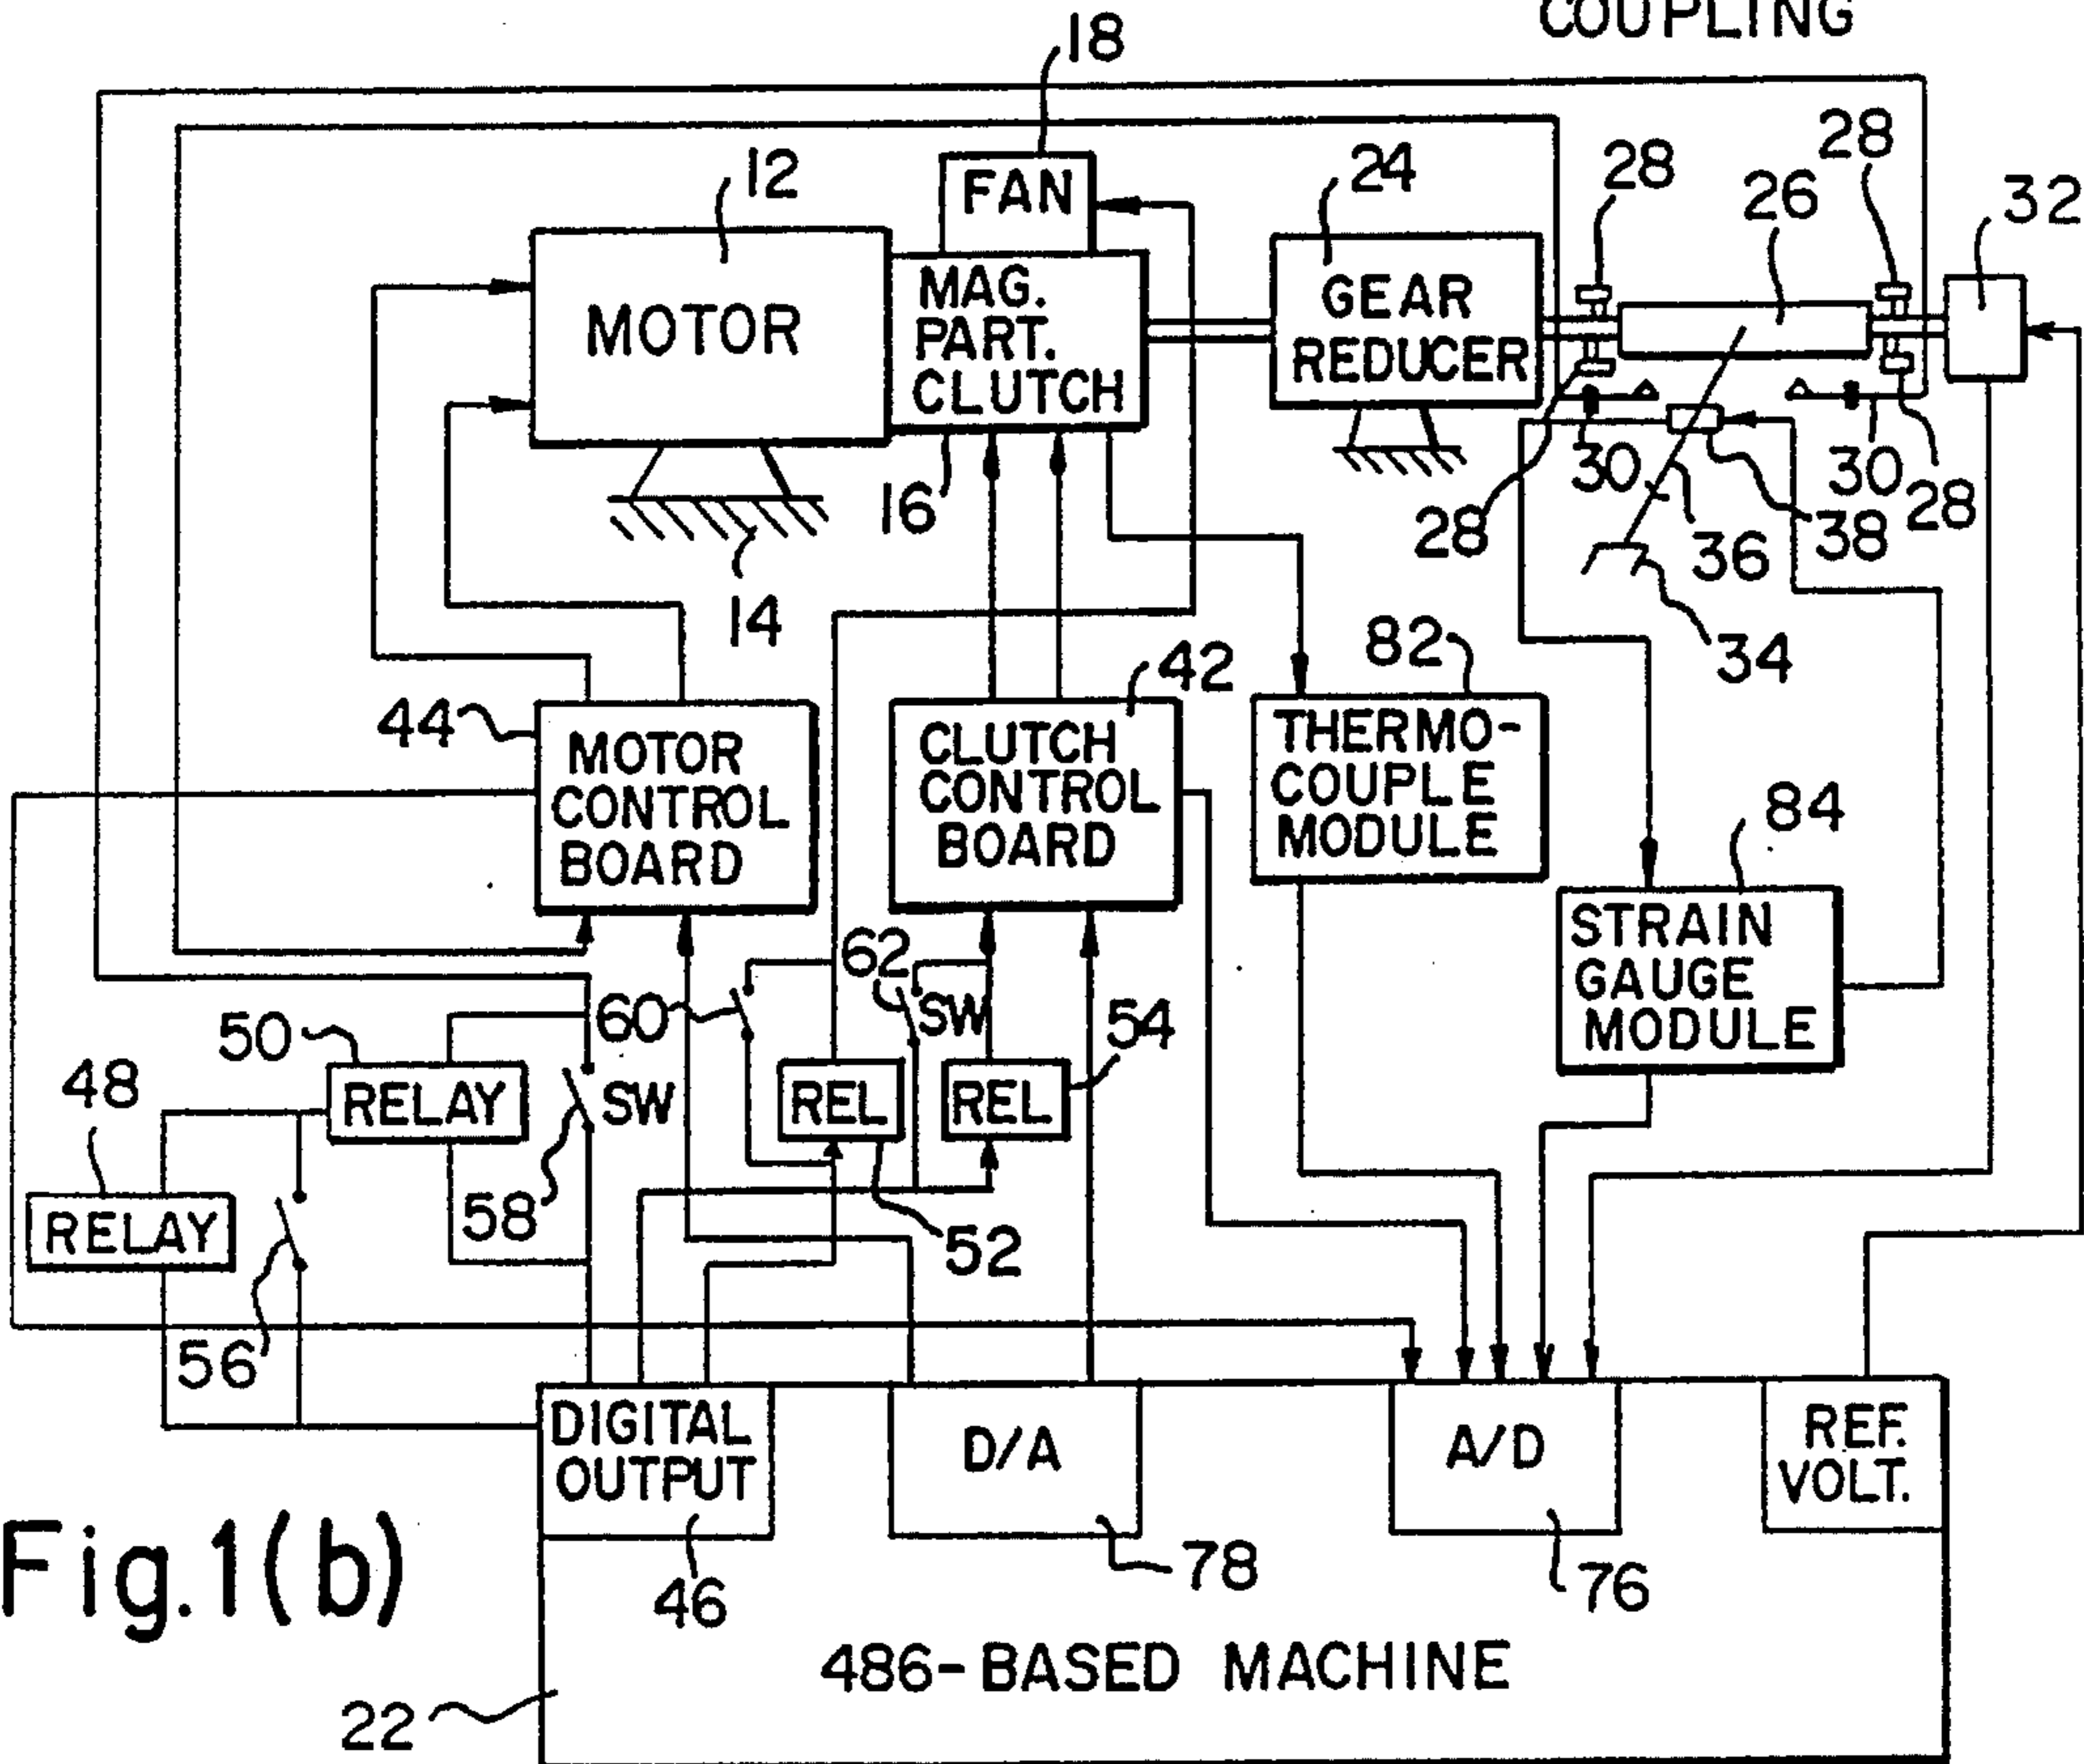 COUPLING
18
12
FAN
24
28
28
26
32
MOTOR
MAG.
PART.
CLUTCH
GEAR
REDUCER
16
14
28
30
36
38
30
28
34
82
42
44
MOTOR
CONTROL
BOARD
CLUTCH
CONTROL
BOARD
THERMO-
COUPLE
MODULE
84
STRAIN
GAUGE
MODULE
62
60
SW
54
50
48
RELAY
SW
REL
REL
58
RELAY
52
56
DIGITAL
OUTPUT
D/A
A/D
REF.
VOLT.
Fig.1(b)
46
78
76
486-BASED MACHINE
22